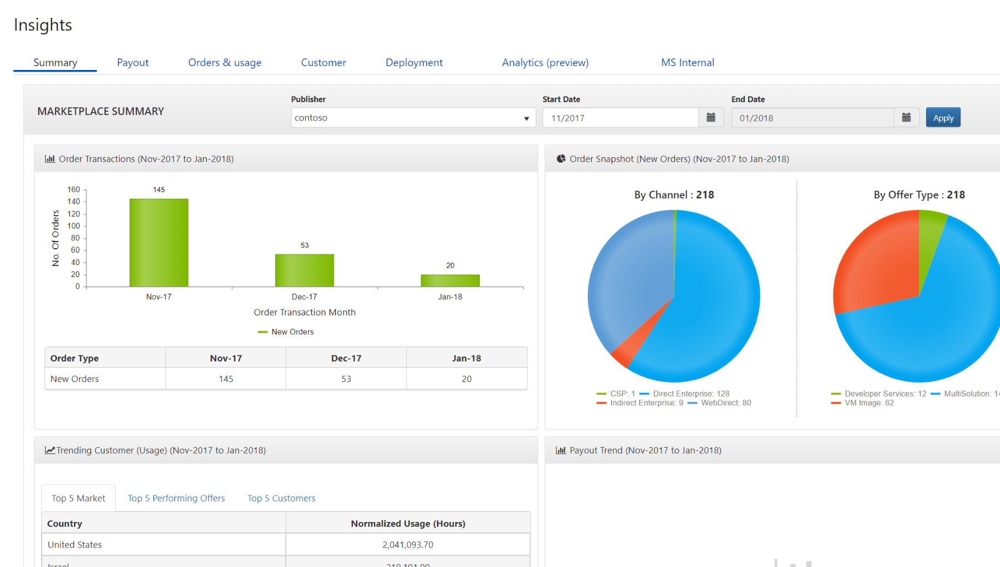 Insights
Summary Payout Orders & usage Customer Deployment Analytics (preview) MS Internal
MARKETPLACE SUMMARY
Publisher
contoso
Start Date
11/2017
End Date
01/2018
Apply
Order Transactions (Nov-2017 to Jan-2018)
No. Of Orders
160
140
120
100
80
60
40
20
0
145
53
20
Nov-17 Dec-17 Jan-18
Order Transaction Month
New Orders
Order Type Nov-17 Dec-17 Jan-18
New Orders 145 53 20
Order Snapshot (New Orders) (Nov-2017 to Jan-2018)
By Channel : 218
CSP: 1 Direct Enterprise: 128
Indirect Enterprise: 9 WebDirect: 80
By Offer Type : 218
Developer Services: 12 MultiSolution:
VM Image: 62
Trending Customer (Usage) (Nov-2017 to Jan-2018)
Top 5 Market Top 5 Performing Offers Top 5 Customers
Country Normalized Usage (Hours)
United States 2,041,093.70
Israel
Payout Trend (Nov-2017 to Jan-2018)